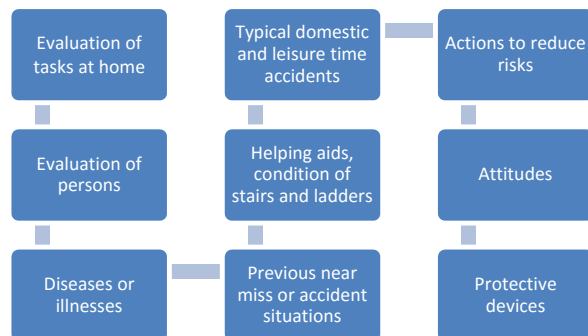 Evaluation of
tasks at home
Evaluation of
persons
Diseases or
illnesses
Previous near
miss or accident
situations
Helping aids,
condition of
stairs and ladders
Typical domestic
and leisure time
accidents
Actions to reduce
risks
Attitudes
Protective
devices